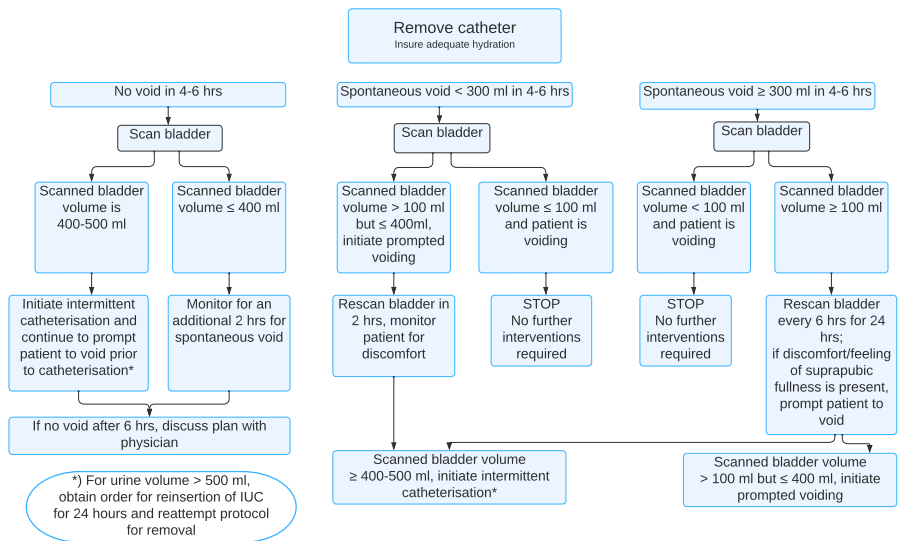 Remove catheter
Insure adequate hydration
No void in 4-6 hrs
Scan bladder
Scanned bladder
volume is
400-500 ml
Scanned bladder
volume ≤ 400 ml
Initiate intermittent
catheterisation and
continue to prompt
patient to void prior
to catheterisation*
Monitor for an
additional 2 hrs for
spontaneous void
If no void after 6 hrs, discuss plan with
physician
*) For urine volume > 500 ml,
obtain order for reinsertion of IUC
for 24 hours and reattempt protocol
for removal
Spontaneous void < 300 ml in 4-6 hrs
Scan bladder
Scanned bladder
volume > 100 ml
but ≤ 400ml,
initiate prompted
voiding
Scanned bladder
volume ≤ 100 ml
and patient is
voiding
Rescan bladder in
2 hrs, monitor
patient for
discomfort
STOP
No further
interventions
required
Scanned bladder volume
≥ 400-500 ml, initiate intermittent
catheterisation*
Spontaneous void ≥ 300 ml in 4-6 hrs
Scan bladder
Scanned bladder
volume < 100 ml
and patient is
voiding
Scanned bladder
volume ≥ 100 ml
STOP
No further
interventions
required
Rescan bladder
every 6 hrs for 24
hrs;
if discomfort/feeling
of suprapubic
fullness is present,
prompt patient to
void
Scanned bladder volume
> 100 ml but ≤ 400 ml, initiate
prompted voiding